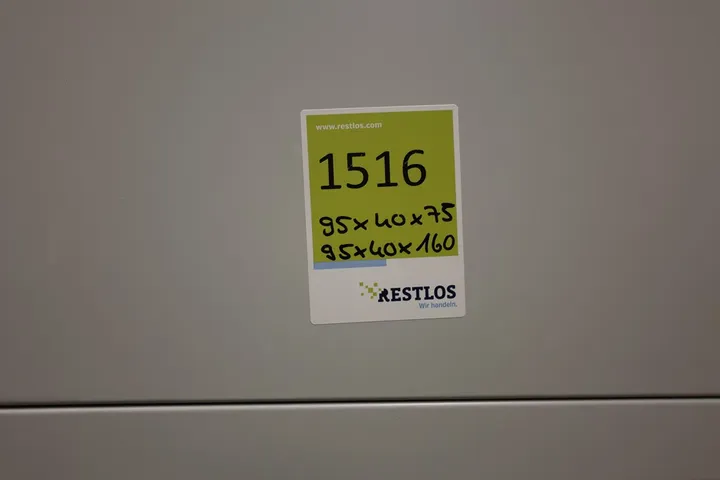 www.restlos.com
1516
95x40x75
95x40x160
RESTLOS
Wir handeln.